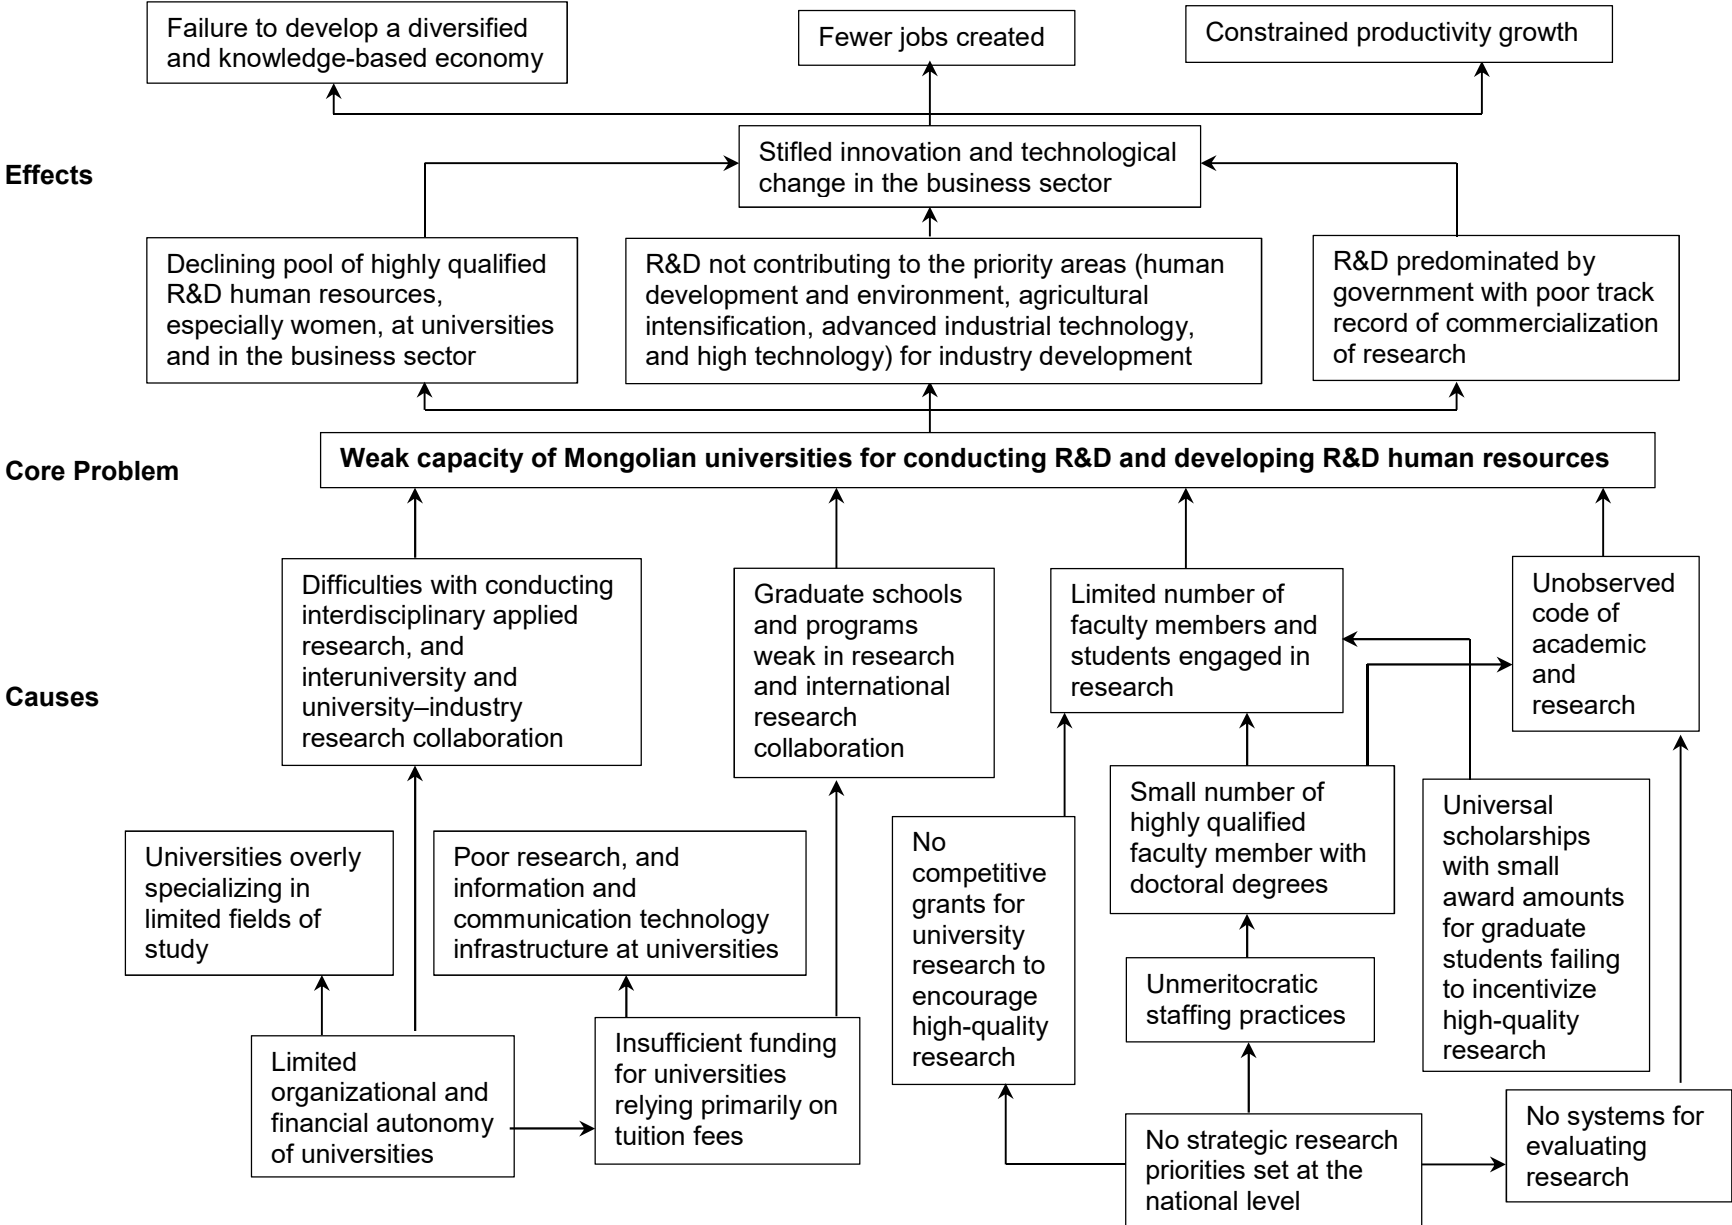 Failure to develop a diversified
and knowledge-based economy
Fewer jobs created
Constrained productivity growth
Effects
Stifled innovation and technological
change in the business sector
Declining pool of highly qualified
R&D human resources,
especially women, at universities
and in the business sector
R&D not contributing to the priority areas (human
development and environment, agricultural
intensification, advanced industrial technology,
and high technology) for industry development
R&D predominated by
government with poor track
record of commercialization
of research
Core Problem
Weak capacity of Mongolian universities for conducting R&D and developing R&D human resources
Causes
Difficulties with conducting
interdisciplinary applied
research, and
interuniversity and
university–industry
research collaboration
Graduate schools
and programs
weak in research
and international
research
collaboration
Limited number of
faculty members and
students engaged in
research
Unobserved
code of
academic
and
research
Universities overly
specializing in
limited fields of
study
Poor research, and
information and
communication technology
infrastructure at universities
No
competitive
grants for
university
research to
encourage
high-quality
research
Small number of
highly qualified
faculty member with
doctoral degrees
Universal
scholarships
with small
award amounts
for graduate
students failing
to incentivize
high-quality
research
Unmeritocratic
staffing practices
Limited
organizational and
financial autonomy
of universities
Insufficient funding
for universities
relying primarily on
tuition fees
No strategic research
priorities set at the
national level
No systems for
evaluating
research